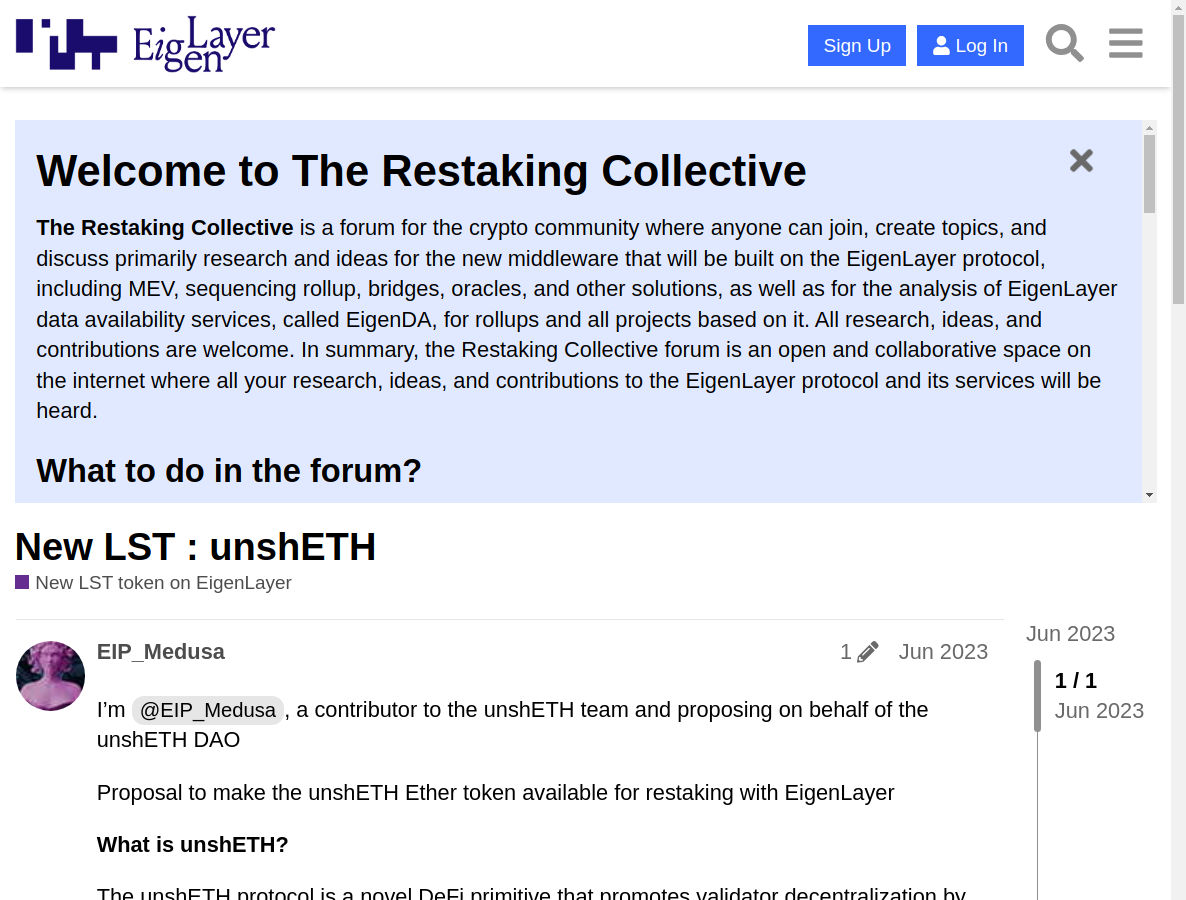 EigenLayer
Sign Up
Log In
Welcome to The Restaking Collective
The Restaking Collective is a forum for the crypto community where anyone can join, create topics, and
discuss primarily research and ideas for the new middleware that will be built on the EigenLayer protocol,
including MEV, sequencing rollup, bridges, oracles, and other solutions, as well as for the analysis of EigenLayer
data availability services, called EigenDA, for rollups and all projects based on it. All research, ideas, and
contributions are welcome. In summary, the Restaking Collective forum is an open and collaborative space on
the internet where all your research, ideas, and contributions to the EigenLayer protocol and its services will be
heard.
What to do in the forum?
New LST : unshETH
New LST token on EigenLayer
EIP_Medusa
1
Jun 2023
I’m @EIP_Medusa, a contributor to the unshETH team and proposing on behalf of the
unshETH DAO
Proposal to make the unshETH Ether token available for restaking with EigenLayer
What is unshETH?
The unshETH protocol is a novel DeFi primitive that promotes validator decentralization by
Jun 2023
1 / 1
Jun 2023